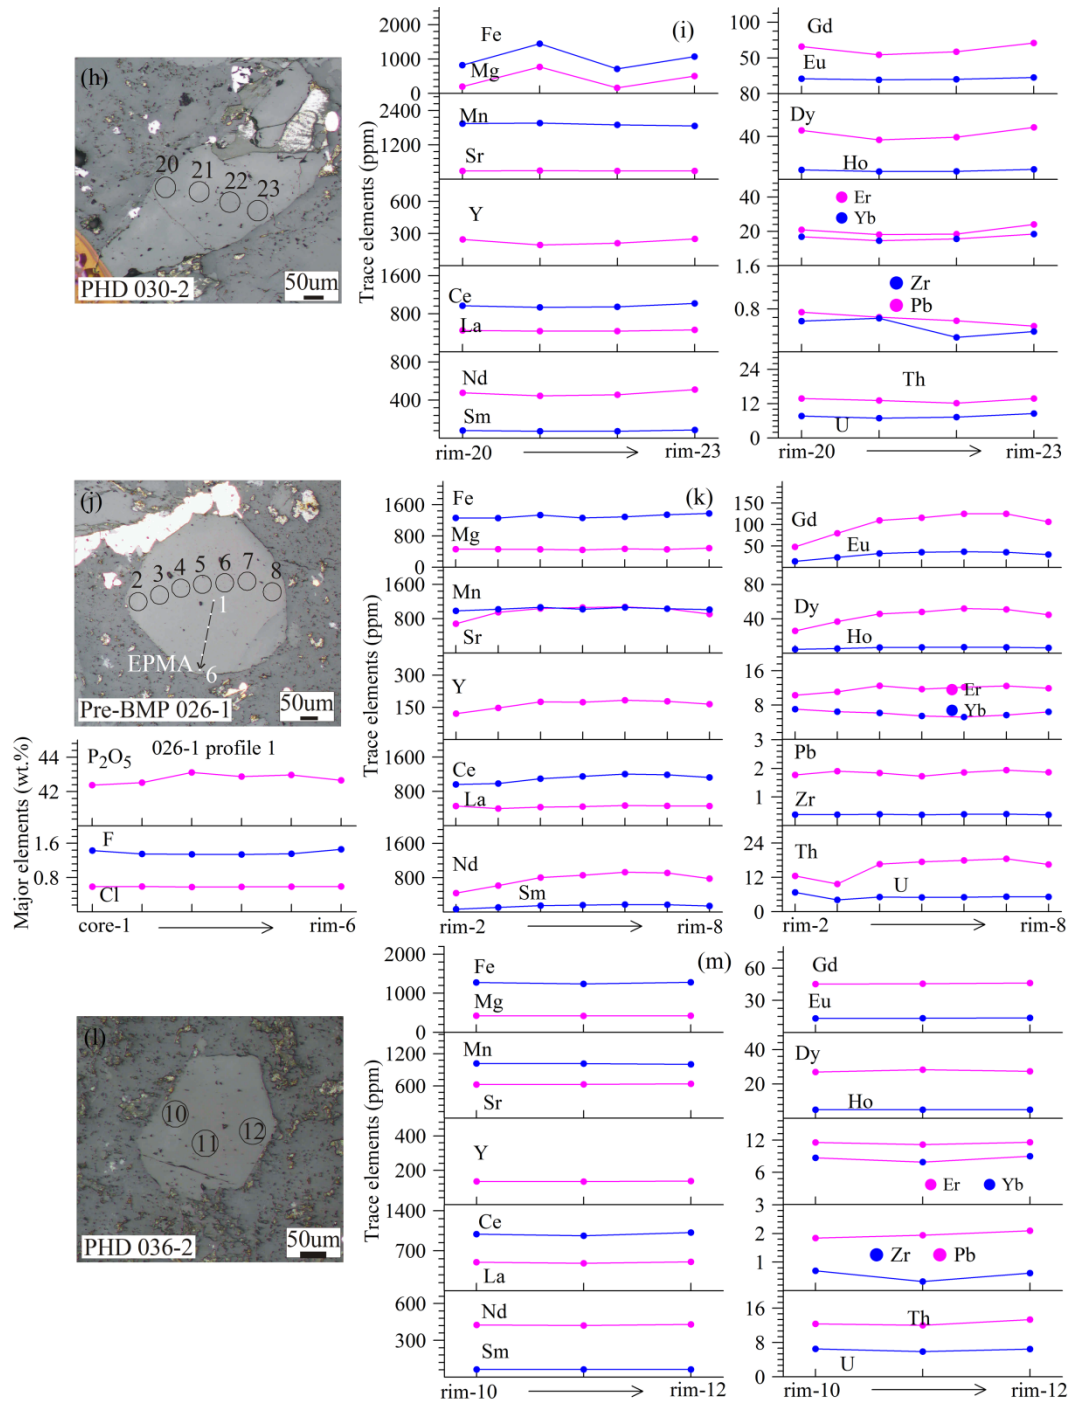 (h)
20
21
22
23
PHD 030-2
50um
(i)
Trace elements (ppm)
2000
1000
0
Fe
Mg
2400
1200
Mn
Sr
600
300
Y
1600
800
Ce
La
800
400
Nd
Sm
rim-20
rim-23
100
50
Gd
Eu
80
40
Dy
Ho
40
20
Er
Yb
1.6
0.8
Zr
Pb
24
12
0
Th
U
rim-20
rim-23
(j)
2
3
4
5
6
7
8
1
EPMA
6
Pre-BMP 026-1
50um
Major elements (wt.%)
026-1 profile 1
P₂O₅
44
42
F
1.6
0.8
Cl
core-1
rim-6
(k)
Trace elements (ppm)
1600
800
0
Fe
Mg
1600
800
Mn
Sr
300
150
Y
1600
800
Ce
La
1600
800
0
Nd
Sm
rim-2
rim-8
150
100
50
Gd
Eu
80
40
Dy
Ho
16
8
Er
Yb
3
2
1
Pb
Zr
24
12
0
Th
U
rim-2
rim-8
(l)
10
11
12
PHD 036-2
50um
(m)
Trace elements (ppm)
2000
1000
0
Fe
Mg
1200
600
Mn
Sr
400
200
Y
1400
700
Ce
La
600
300
Nd
Sm
rim-10
rim-12
60
30
Gd
Eu
40
20
Dy
Ho
12
6
Er
Yb
3
2
1
Zr
Pb
16
8
0
Th
U
rim-10
rim-12